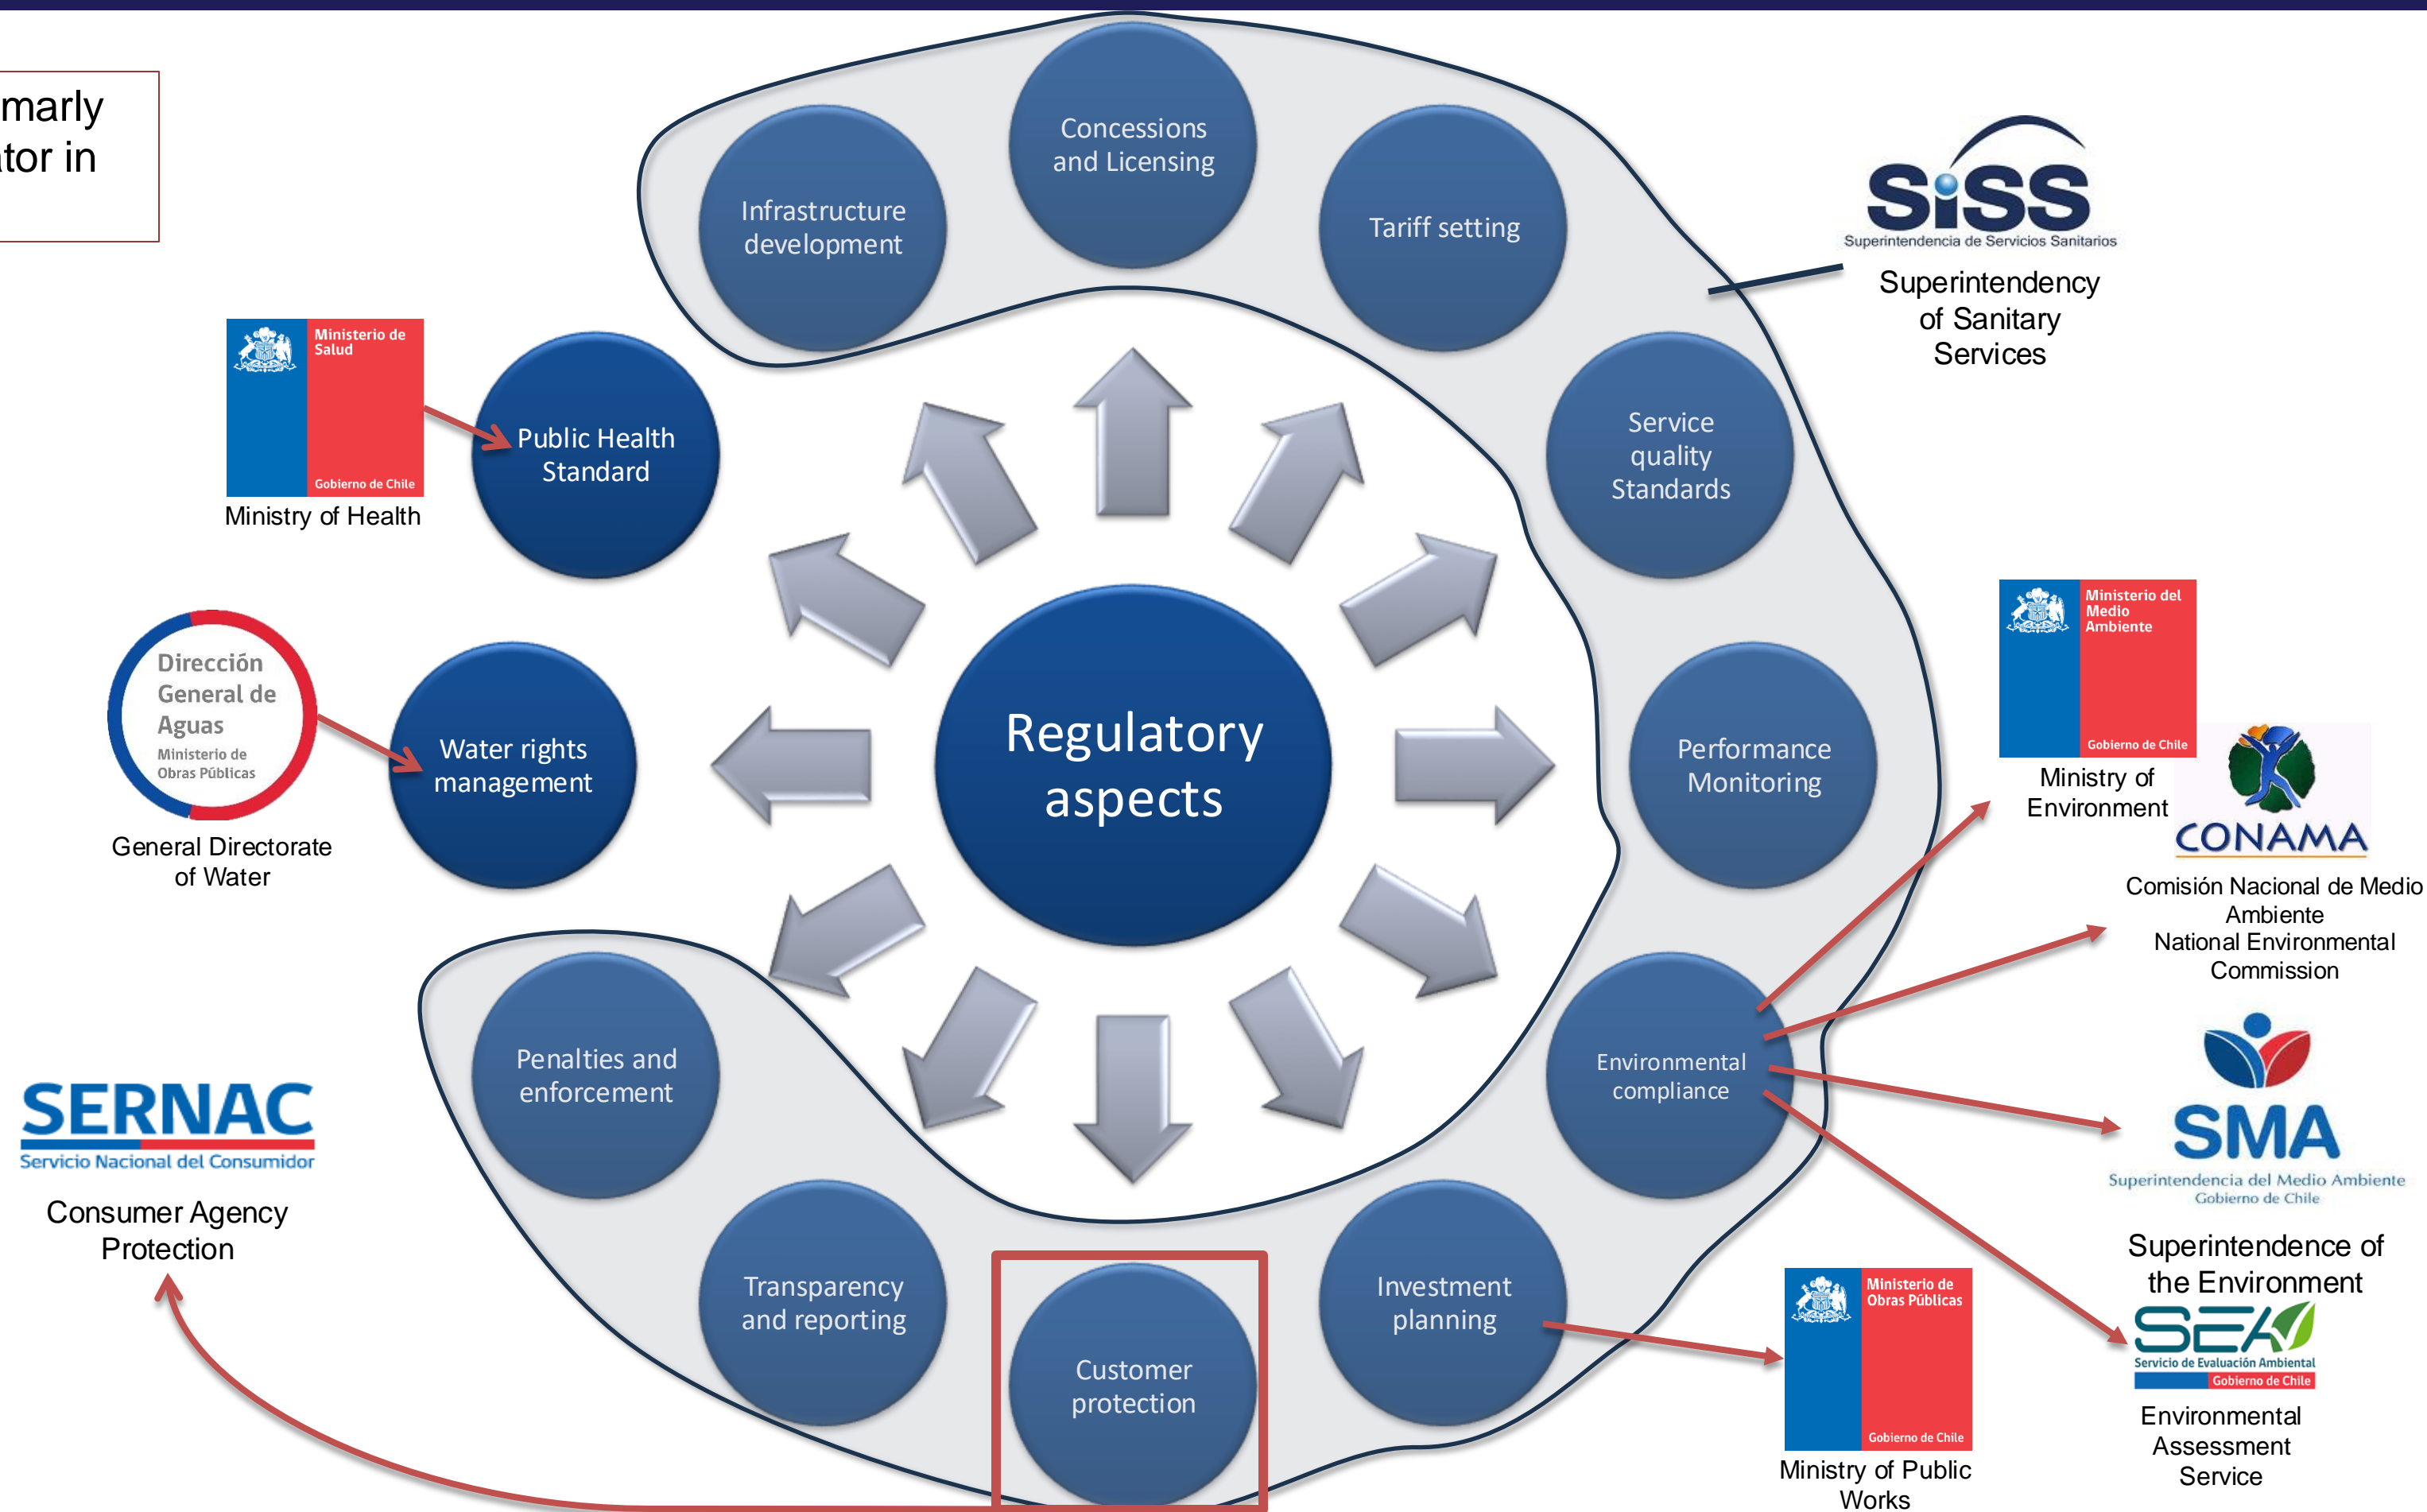 marly
ator in
Concessions
and Licensing
Infrastructure
development
Tariff setting
SiSS
Superintendencia de Servicios Sanitarios
Superintendency
of Sanitary
Services
Ministerio de
Salud
Gobierno de Chile
Ministry of Health
Public Health
Standard
Service
quality
Standards
Dirección
General de
Aguas
Ministerio de
Obras Públicas
General Directorate
of Water
Water rights
management
Regulatory
aspects
Performance
Monitoring
Ministerio del
Medio
Ambiente
Gobierno de Chile
Ministry of
Environment
CONAMA
Comisión Nacional de Medio
Ambiente
National Environmental
Commission
Penalties and
enforcement
Environmental
compliance
SMA
Superintendencia del Medio Ambiente
Gobierno de Chile
Superintendence of
the Environment
SERNAC
Servicio Nacional del Consumidor
Consumer Agency
Protection
Transparency
and reporting
Customer
protection
Investment
planning
Ministerio de
Obras Públicas
Gobierno de Chile
Ministry of Public
Works
SEA
Servicio de Evaluación Ambiental
Gobierno de Chile
Environmental
Assessment
Service